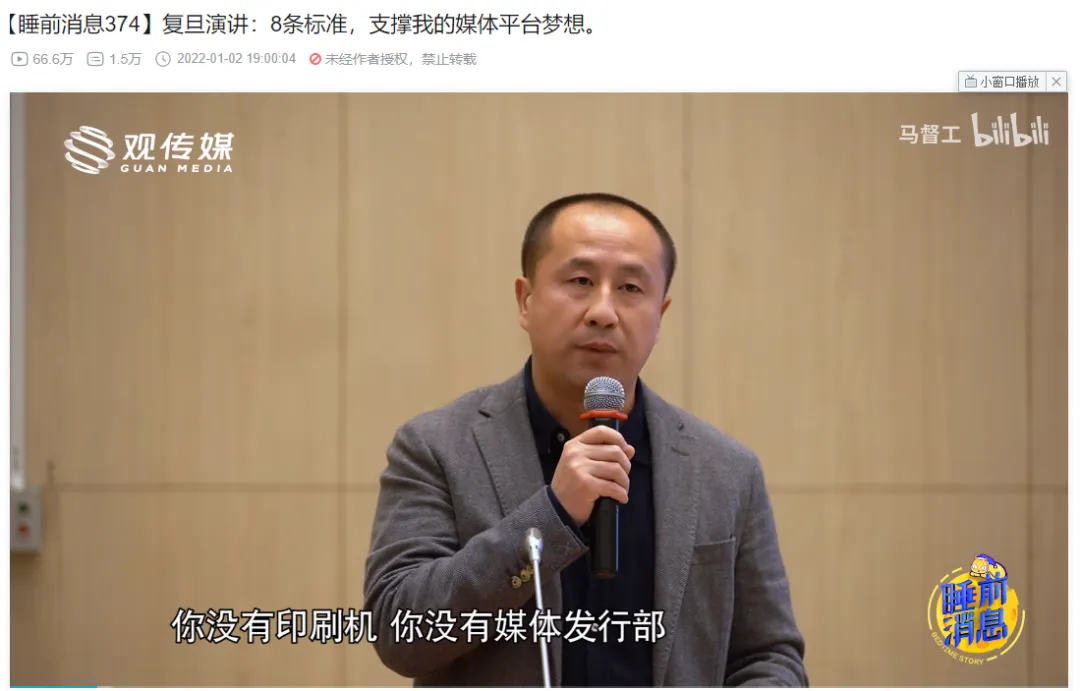 【睡前消息374】复旦演讲：8条标准，支撑我的媒体平台梦想。
66.6万 1.5万 2022-01-02 19:00:04 未经作者授权，禁止转载
小窗口播放
观传媒
GUAN MEDIA
马督工 bilibili
你没有印刷机 你没有媒体发行部
睡前
消息
BEDTIME STORY